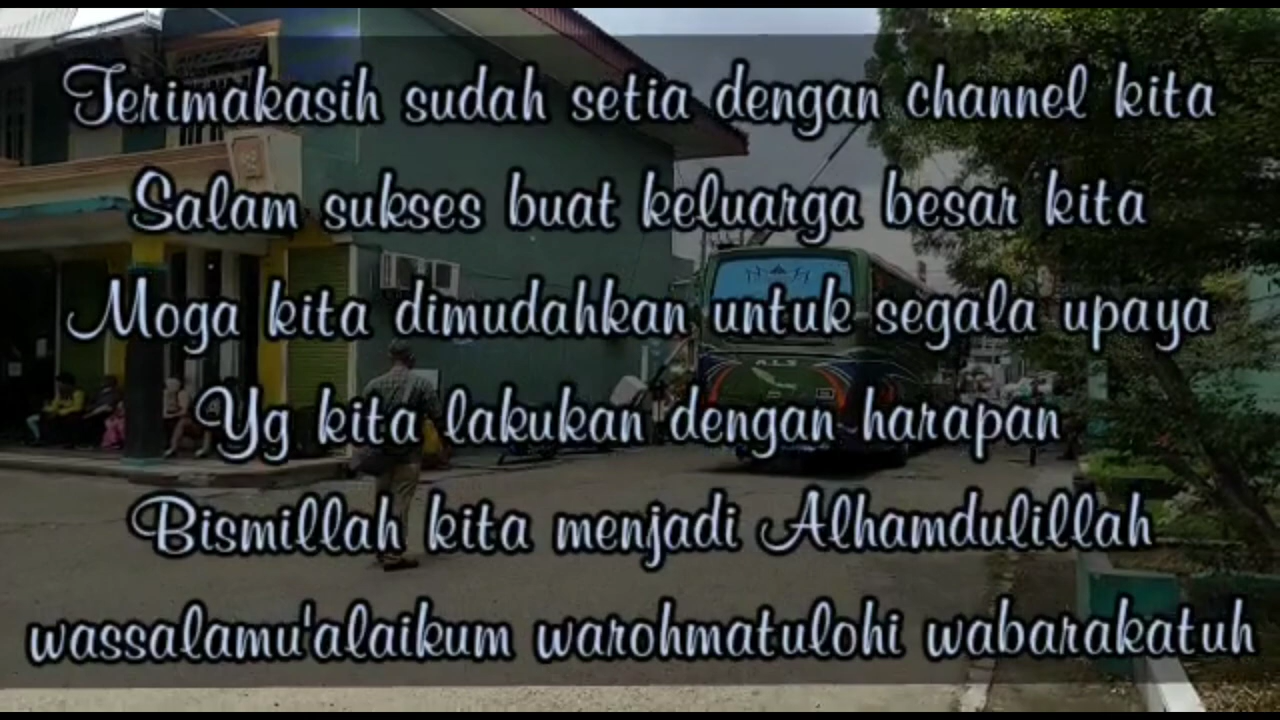 Terimakasih sudah setia dengan channel kita
Salam sukses buat keluarga besar kita
Moga kita dimudahkan untuk segala upaya
Yg kita lakukan dengan harapan
Bismillah kita menjadi Alhamdulillah
wassalamu'alaikum warohmatulohi wabarakatuh
A.L.S